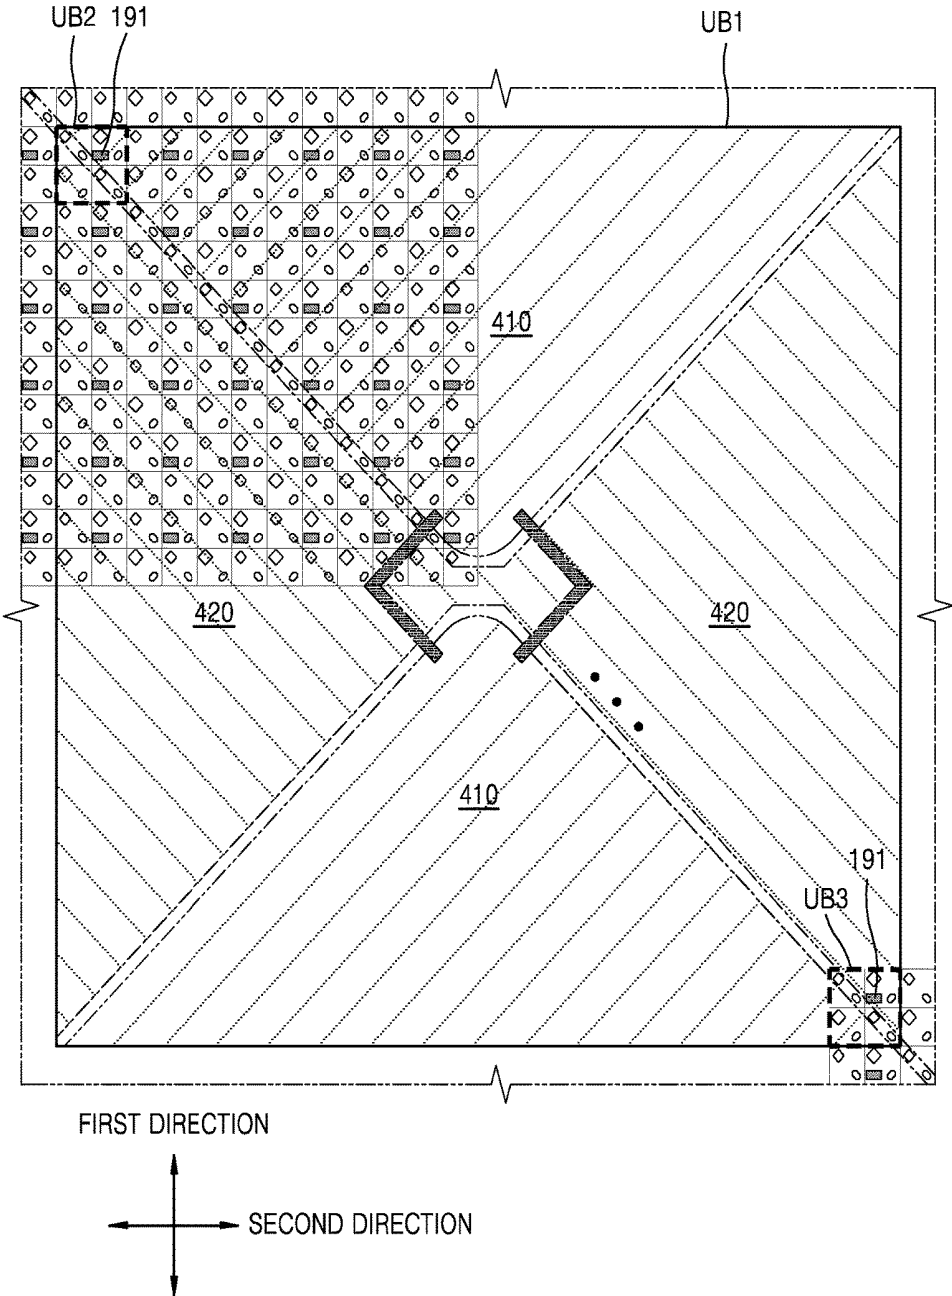 UB2 191
UB1
410
420
420
410
191
UB3
FIRST DIRECTION
SECOND DIRECTION